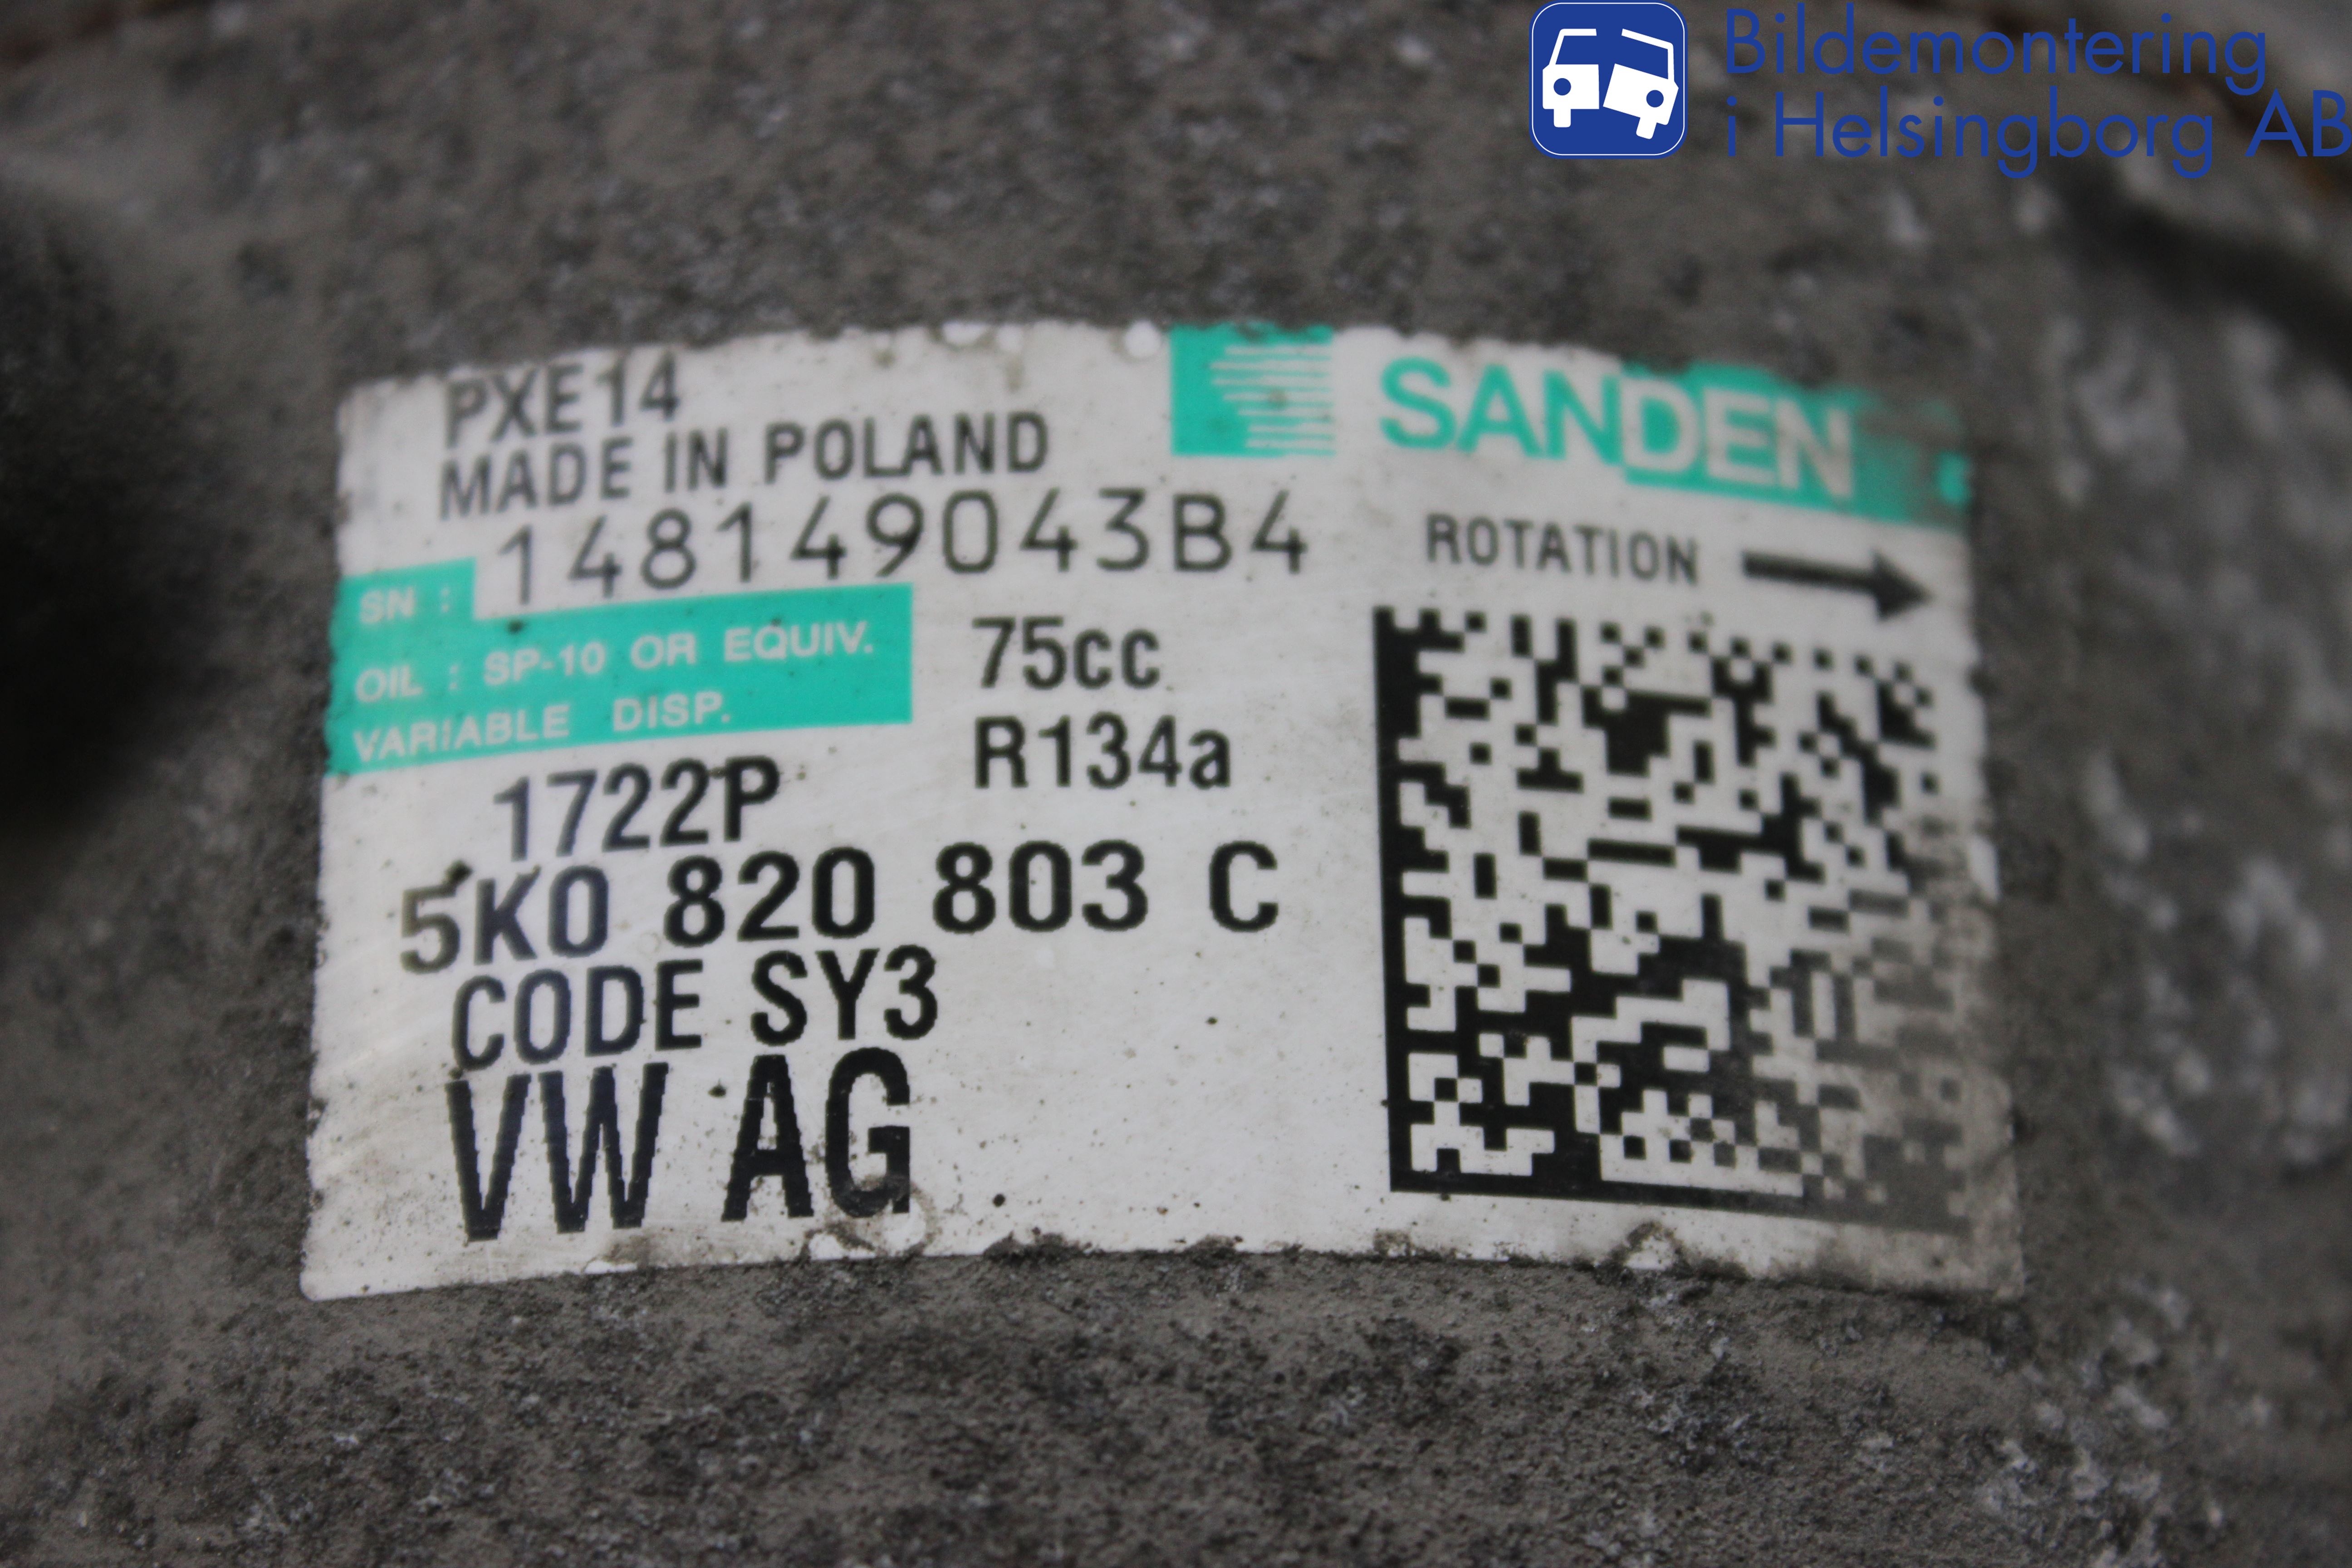 Bildemontering
i Helsingborg AB
PXE14
MADE IN POLAND
SANDEN
SN : 148149043B4
ROTATION
OIL : SP-10 OR EQUIV.
75cc
VARIABLE DISP.
R134a
1722P
5K0 820 803 C
CODE SY3
VW AG